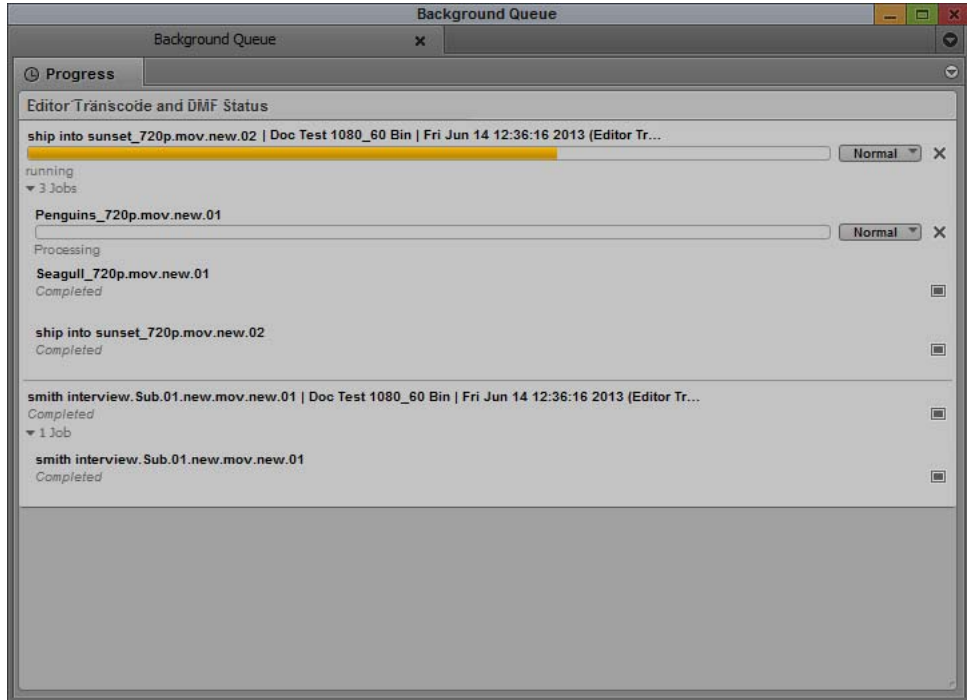 Background Queue
Background Queue
Progress
Editor Transcode and DMF Status
ship into sunset_720p.mov.new.02 | Doc Test 1080_60 Bin | Fri Jun 14 12:36:16 2013 (Editor Tr...
Normal
running
3 Jobs
Penguins_720p.mov.new.01
Normal
Processing
Seagull_720p.mov.new.01
Completed
ship into sunset_720p.mov.new.02
Completed
smith interview.Sub.01.new.mov.new.01 | Doc Test 1080_60 Bin | Fri Jun 14 12:36:16 2013 (Editor Tr...
Completed
1 Job
smith interview.Sub.01.new.mov.new.01
Completed